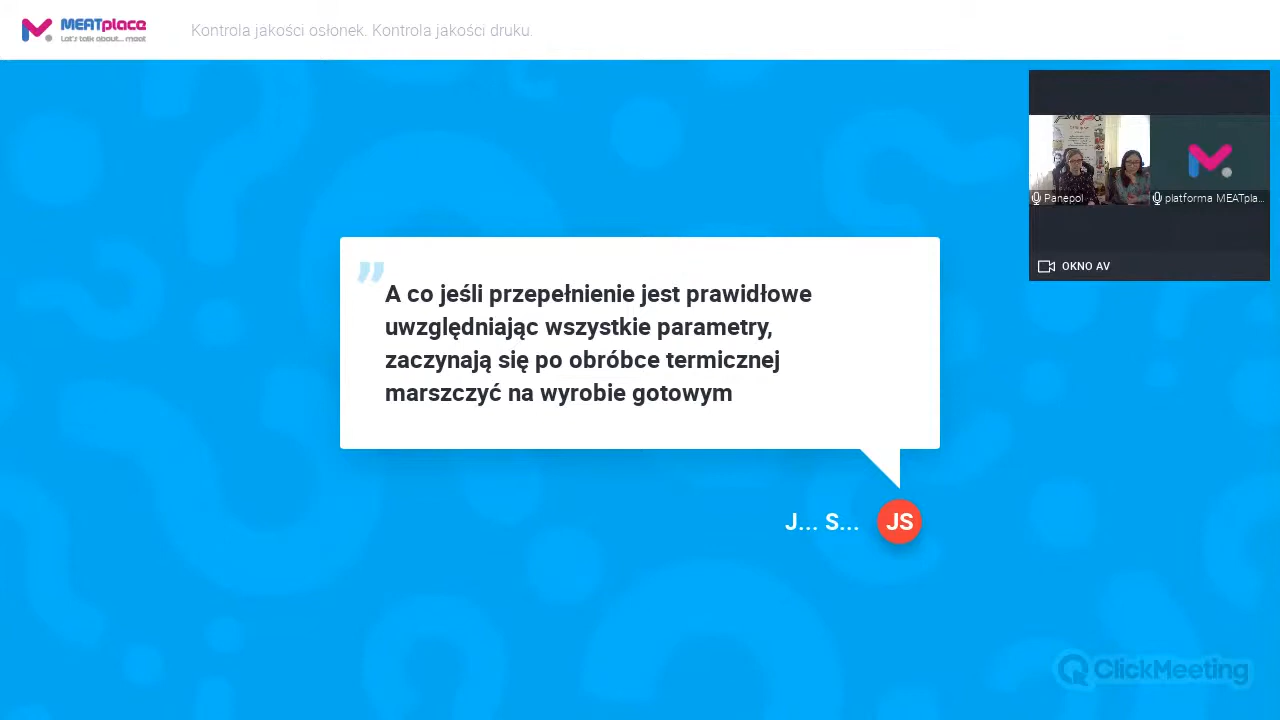 MEATplace
Let's talk about... meat
Kontrola jakości osłonek. Kontrola jakości druku.
Panepol
platforma MEATpla...
OKNO AV
"
A co jeśli przepełnienie jest prawidłowe
uwzględniając wszystkie parametry,
zaczynają się po obróbce termicznej
marszczyć na wyrobie gotowym
J... S...
JS
ClickMeeting